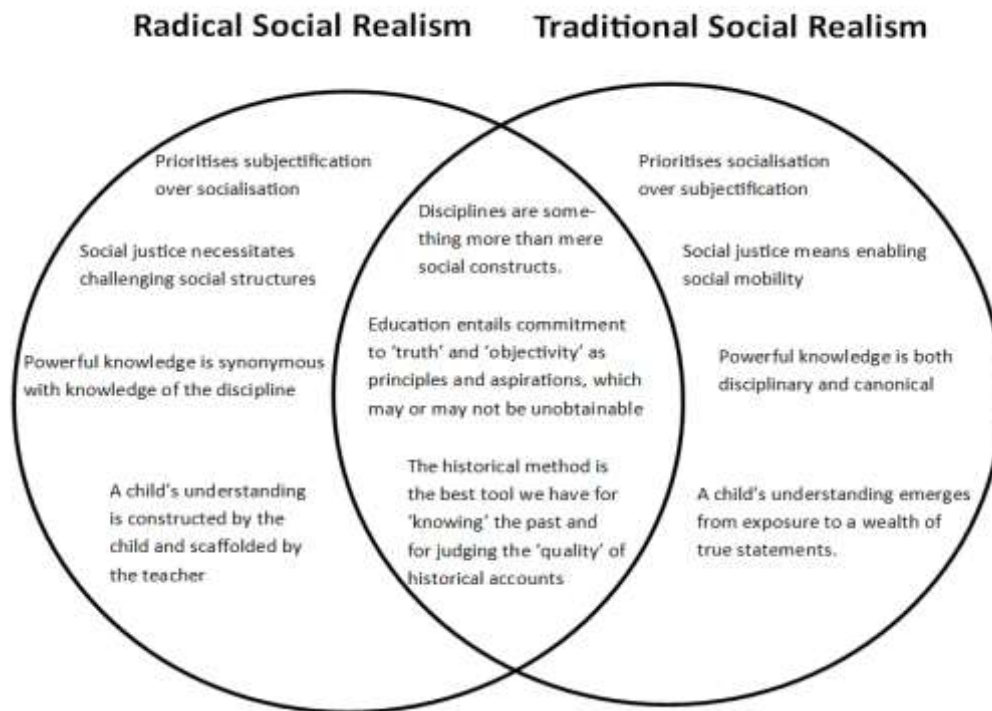 Radical Social Realism
Traditional Social Realism
Prioritises subjectification
over socialisation
Social justice necessitates
challenging social structures
Powerful knowledge is synonymous
with knowledge of the discipline
A child's understanding
is constructed by the
child and scaffolded by
the teacher
Disciplines are some-
thing more than mere
social constructs.
Education entails commitment
to 'truth' and 'objectivity' as
principles and aspirations, which
may or may not be unobtainable
The historical method is
the best tool we have for
'knowing' the past and
for judging the 'quality' of
historical accounts
Prioritises socialisation
over subjectification
Social justice means enabling
social mobility
Powerful knowledge is both
disciplinary and canonical
A child's understanding emerges
from exposure to a wealth of
true statements.